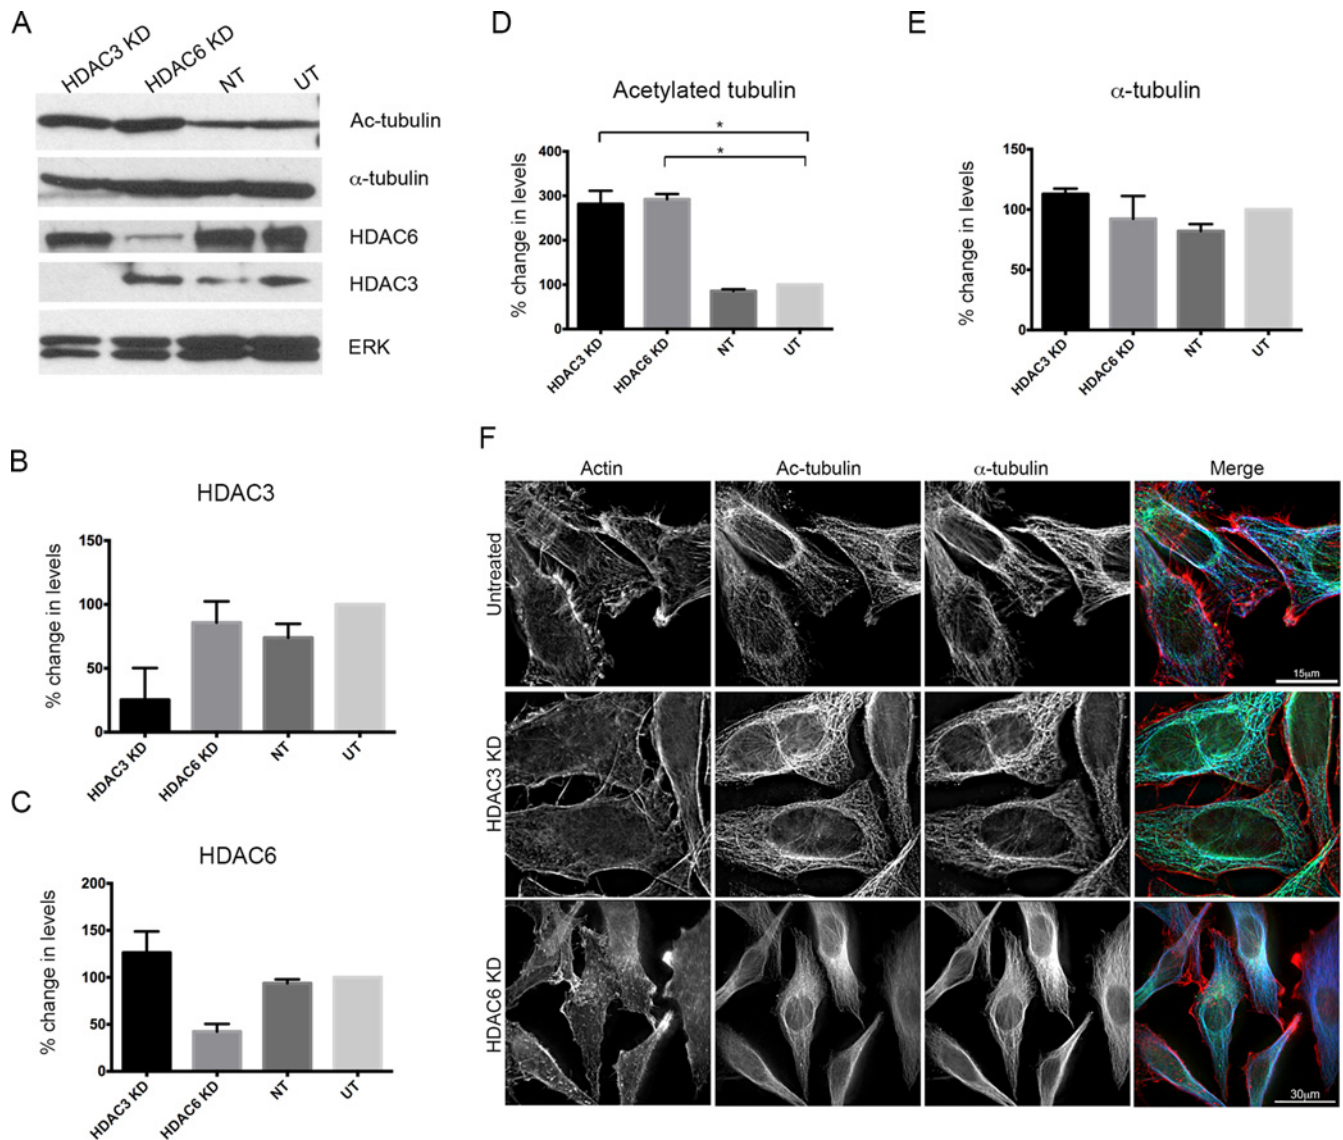 A
HDAC3 KD
HDAC6 KD
NT
UT
Ac-tubulin
α-tubulin
HDAC6
HDAC3
ERK
B
HDAC3
% change in levels
150
100
50
0
HDAC3 KD
HDAC6 KD
NT
UT
C
HDAC6
% change in levels
200
150
100
50
0
HDAC3 KD
HDAC6 KD
NT
UT
D
Acetylated tubulin
*
*
% change in levels
400
300
200
100
0
HDAC3 KD
HDAC6 KD
NT
UT
E
α-tubulin
% change in levels
150
100
50
0
HDAC3 KD
HDAC6 KD
NT
UT
F
Actin
Ac-tubulin
α-tubulin
Merge
Untreated
15µm
HDAC3 KD
HDAC6 KD
30µm